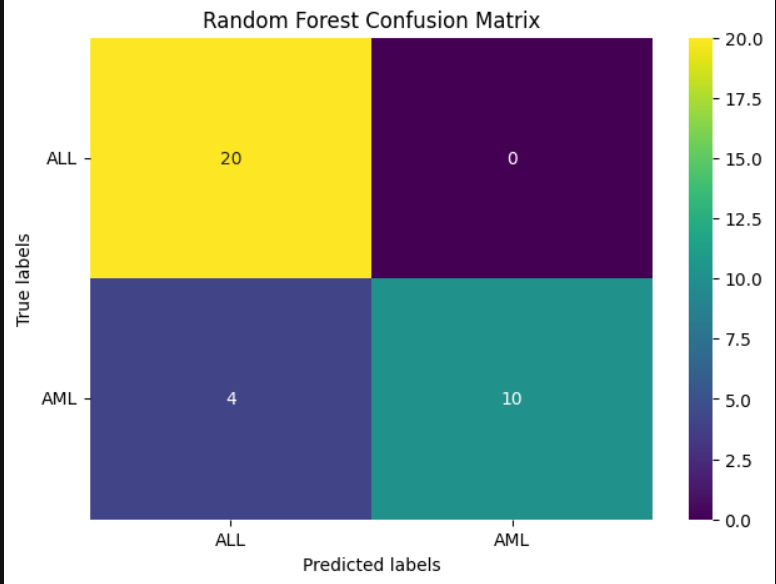 Random Forest Confusion Matrix
True labels
ALL
20
0
AML
4
10
ALL
AML
Predicted labels
20.0
17.5
15.0
12.5
10.0
7.5
5.0
2.5
0.0